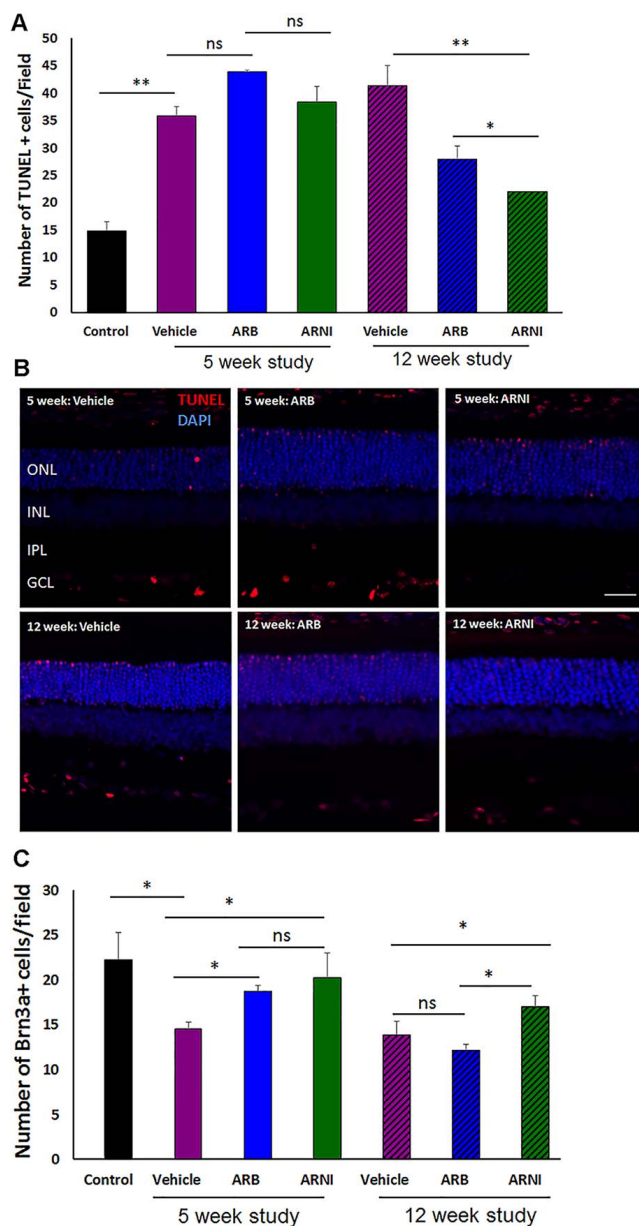 A
Number of TUNEL + cells/Field
50
45
40
35
30
25
20
15
10
5
0
**
ns
ns
**
*
Control
Vehicle
ARB
ARNI
Vehicle
ARB
ARNI
5 week study
12 week study
B
5 week: Vehicle
TUNEL
DAPI
ONL
INL
IPL
GCL
5 week: ARB
5 week: ARNI
12 week: Vehicle
12 week: ARB
12 week: ARNI
C
Number of Brn3a+ cells/field
30
25
20
15
10
5
0
*
*
ns
*
*
ns
*
Control
Vehicle
ARB
ARNI
Vehicle
ARB
ARNI
5 week study
12 week study